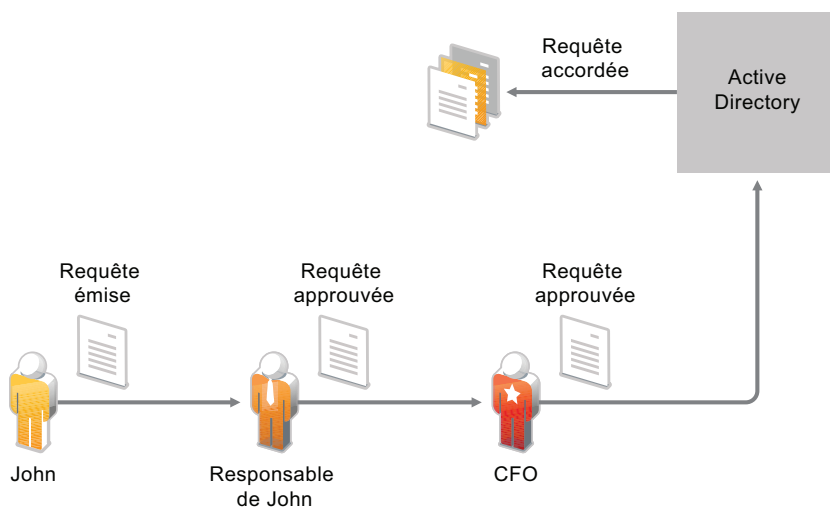 Requête
accordée
Active
Directory
Requête
émise
Requête
approuvée
Requête
approuvée
John
Responsable
de John
CFO